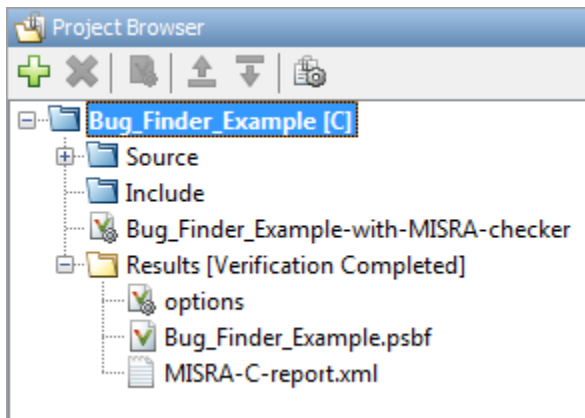 Project Browser
Bug_Finder_Example [C]
Source
Include
Bug_Finder_Example-with-MISRA-checker
Results [Verification Completed]
options
Bug_Finder_Example.psbf
MISRA-C-report.xml